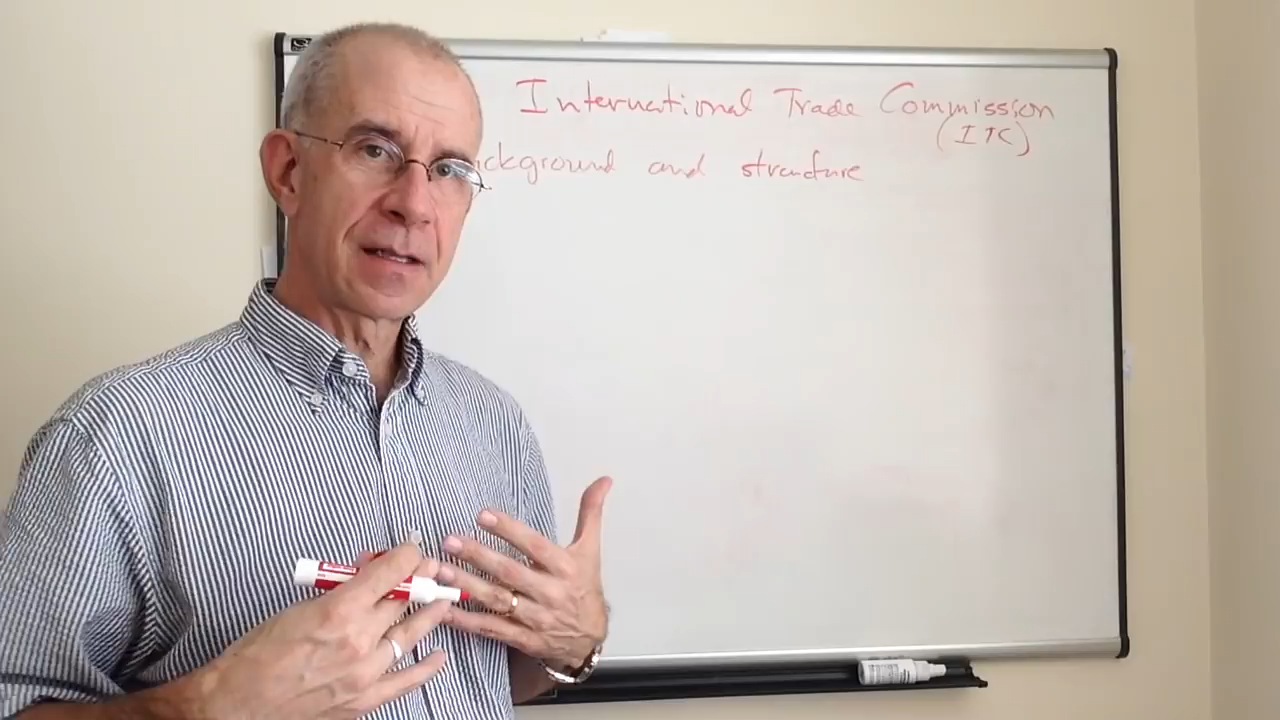 International Trade Commission
(ITC)
ckground and structure